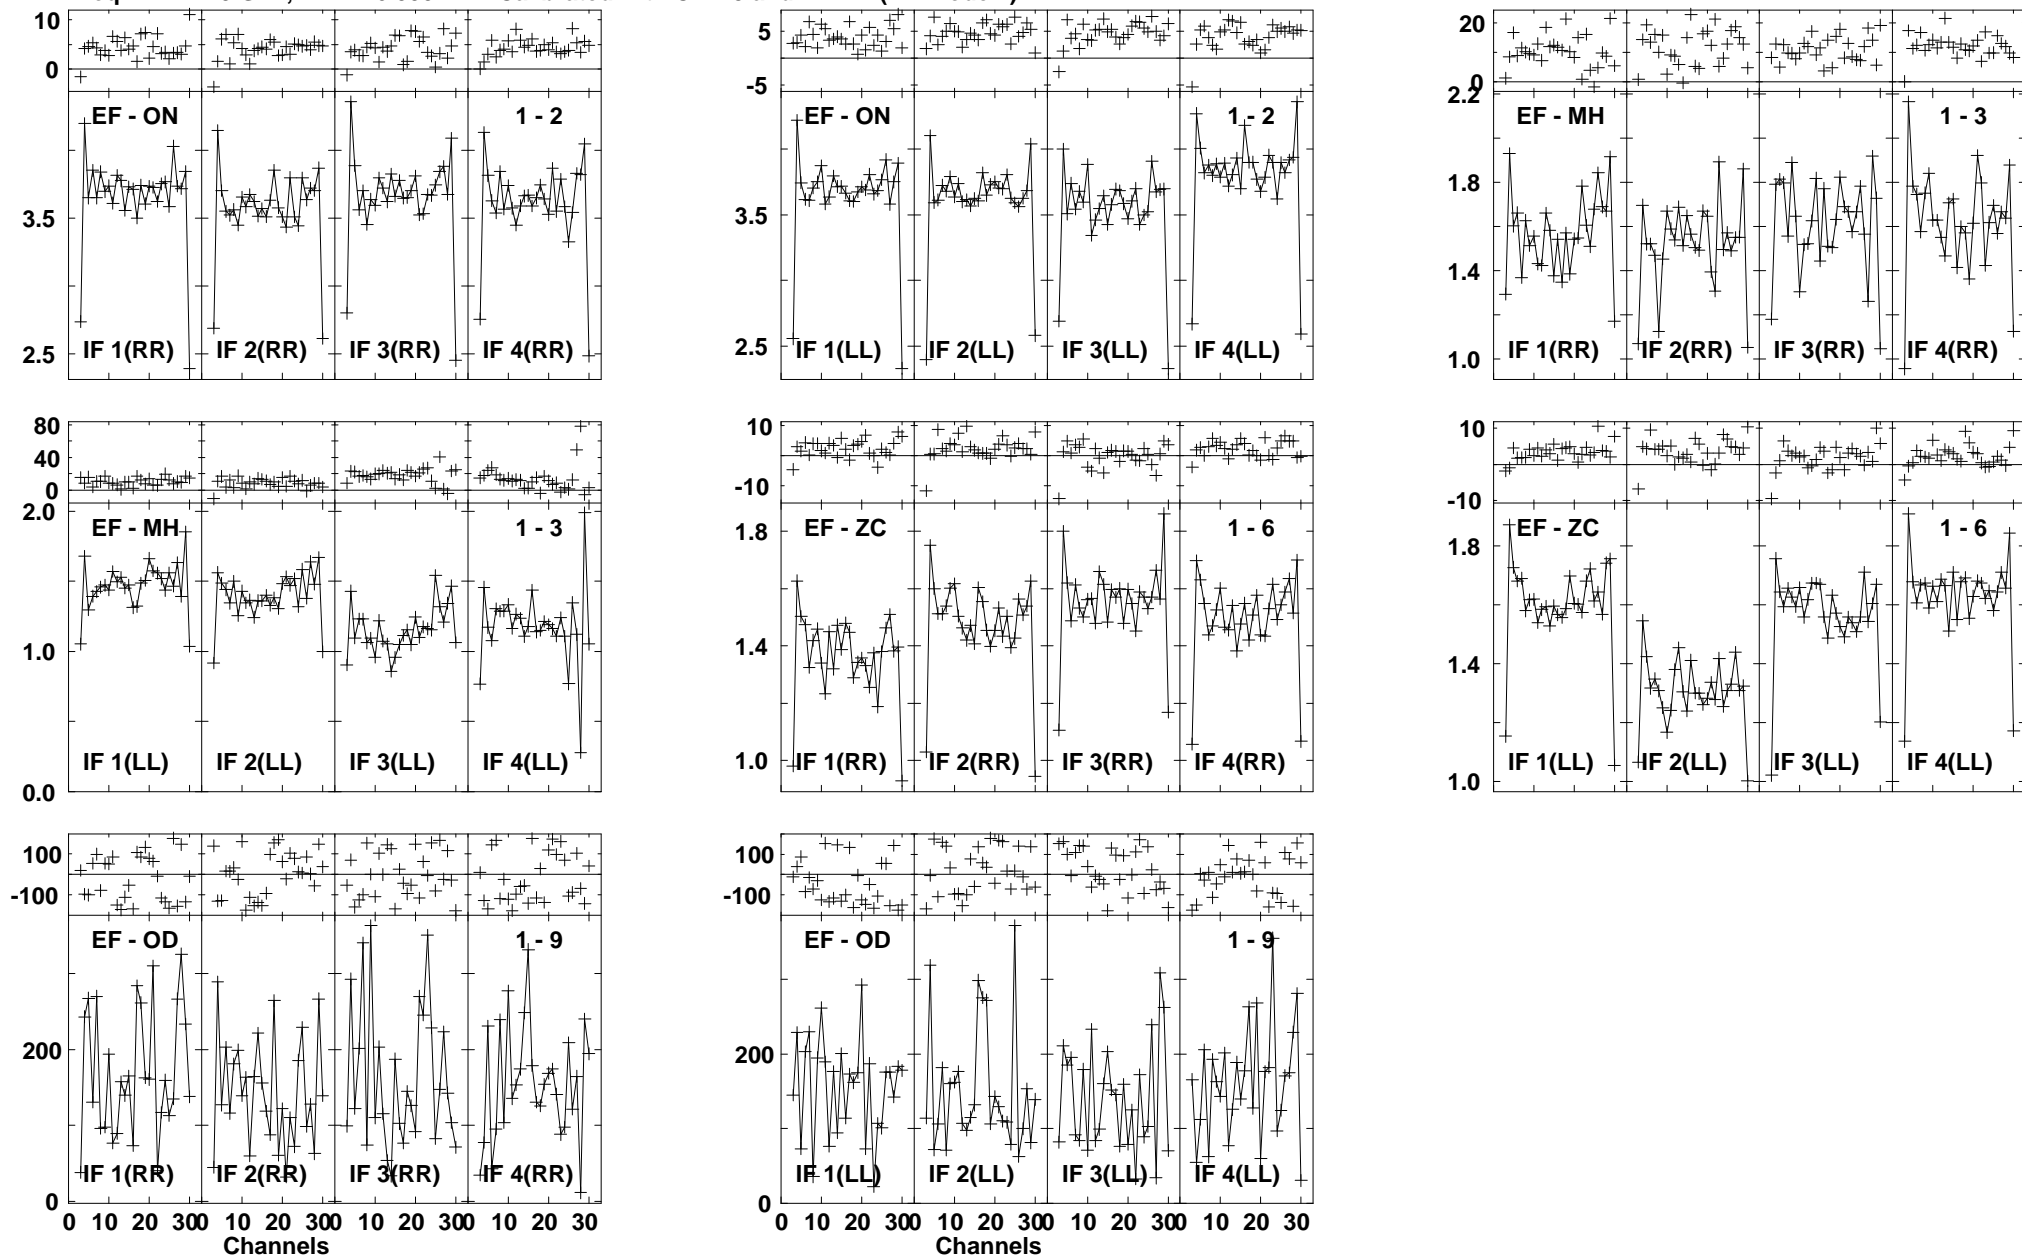 10
0
EF - ON
1 - 2
3.5
2.5
IF 1(RR)
IF 2(RR)
IF 3(RR)
IF 4(RR)
5
-5
EF - ON
1 - 2
3.5
2.5
IF 1(LL)
IF 2(LL)
IF 3(LL)
IF 4(LL)
20
10
0
2.2
EF - MH
1 - 3
1.8
1.4
1.0
IF 1(RR)
IF 2(RR)
IF 3(RR)
IF 4(RR)
80
40
0
2.0
EF - MH
1 - 3
1.0
0.0
IF 1(LL)
IF 2(LL)
IF 3(LL)
IF 4(LL)
10
-10
EF - ZC
1 - 6
1.8
1.4
1.0
IF 1(RR)
IF 2(RR)
IF 3(RR)
IF 4(RR)
10
-10
EF - ZC
1 - 6
1.8
1.4
1.0
IF 1(LL)
IF 2(LL)
IF 3(LL)
IF 4(LL)
100
-100
EF - OD
1 - 9
200
0
IF 1(RR)
IF 2(RR)
IF 3(RR)
IF 4(RR)
0 10 20 30 0 10 20 30 0 10 20 30 0 10 20 30
Channels
100
-100
EF - OD
1 - 9
200
0
IF 1(LL)
IF 2(LL)
IF 3(LL)
IF 4(LL)
0 10 20 30 0 10 20 30 0 10 20 30 0 10 20 30
Channels